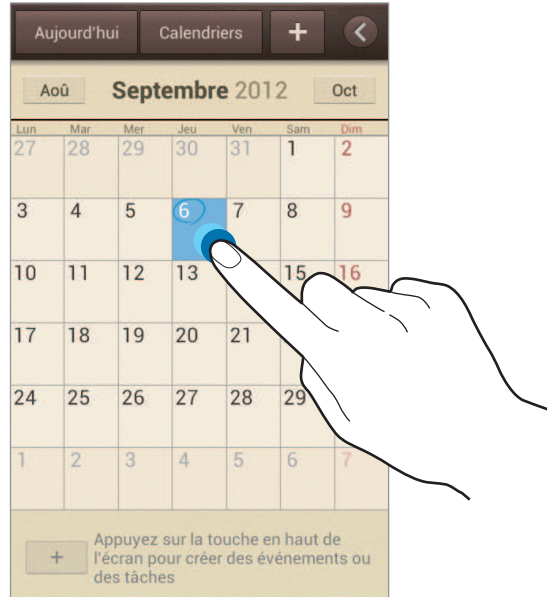 Aujourd'hui Calendriers +
Aoû Septembre 2012 Oct
Lun Mar Mer Jeu Ven Sam Dim
27 28 29 30 31 1 2
3 4 5 6 7 8 9
10 11 12 13 15 16
17 18 19 20 21
24 25 26 27 28 29
1 2 3 4 5 6 7
+ Appuyez sur la touche en haut de
l'écran pour créer des événements ou
des tâches